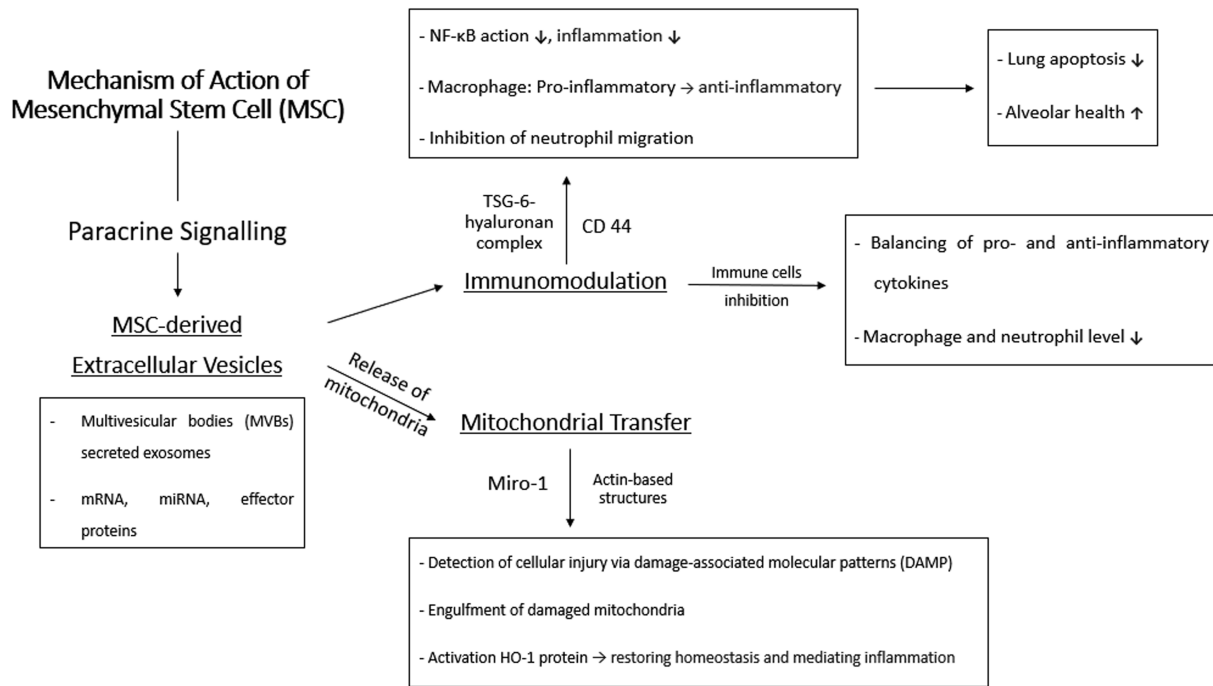 Mechanism of Action of
Mesenchymal Stem Cell (MSC)
Paracrine Signalling
MSC-derived
Extracellular Vesicles
- Multivesicular bodies (MVBs)
secreted exosomes
- mRNA, miRNA, effector
proteins
- NF-κB action ↓, inflammation ↓
- Macrophage: Pro-inflammatory → anti-inflammatory
- Inhibition of neutrophil migration
- Lung apoptosis ↓
- Alveolar health ↑
TSG-6-
hyaluronan
complex
CD 44
Immunomodulation
Immune cells
inhibition
- Balancing of pro- and anti-inflammatory
cytokines
- Macrophage and neutrophil level ↓
Release of
mitochondria
Mitochondrial Transfer
Miro-1
Actin-based
structures
- Detection of cellular injury via damage-associated molecular patterns (DAMP)
- Engulfment of damaged mitochondria
- Activation HO-1 protein → restoring homeostasis and mediating inflammation